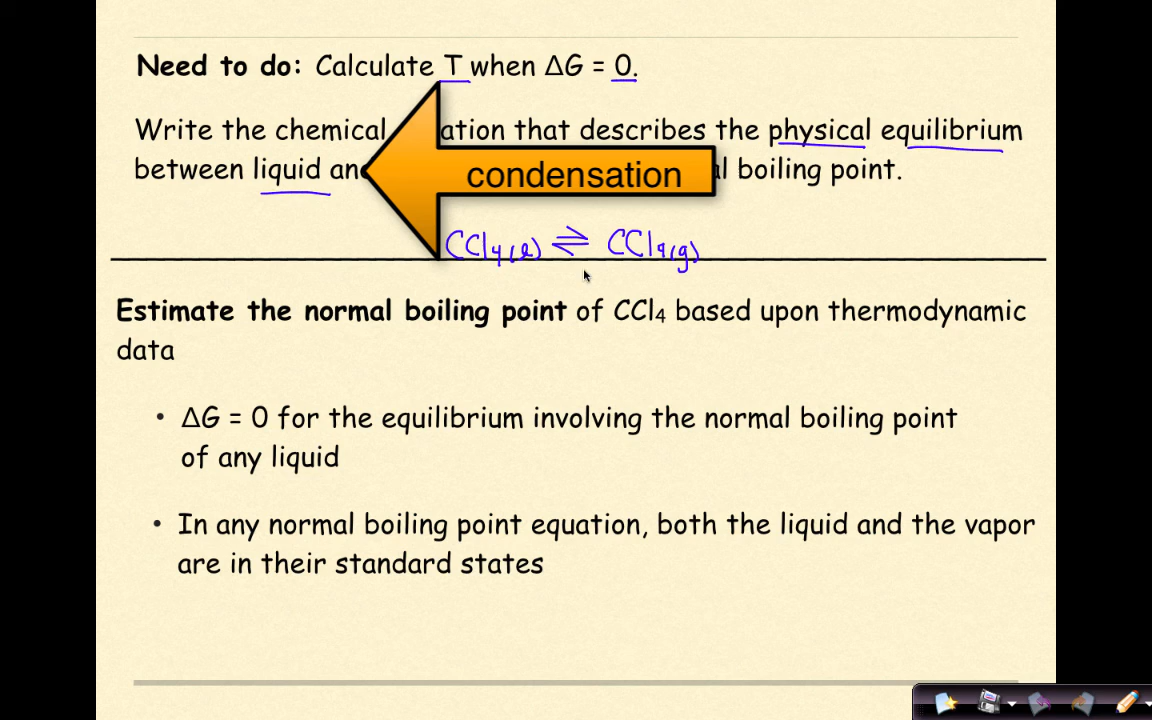 Need to do: Calculate T when ΔG = 0.
Write the chemical ation that describes the physical equilibrium
between liquid an al boiling point.
condensation
CCl4(l) ⇌ CCl4(g)
Estimate the normal boiling point of CCl₄ based upon thermodynamic
data
• ΔG = 0 for the equilibrium involving the normal boiling point
of any liquid
• In any normal boiling point equation, both the liquid and the vapor
are in their standard states